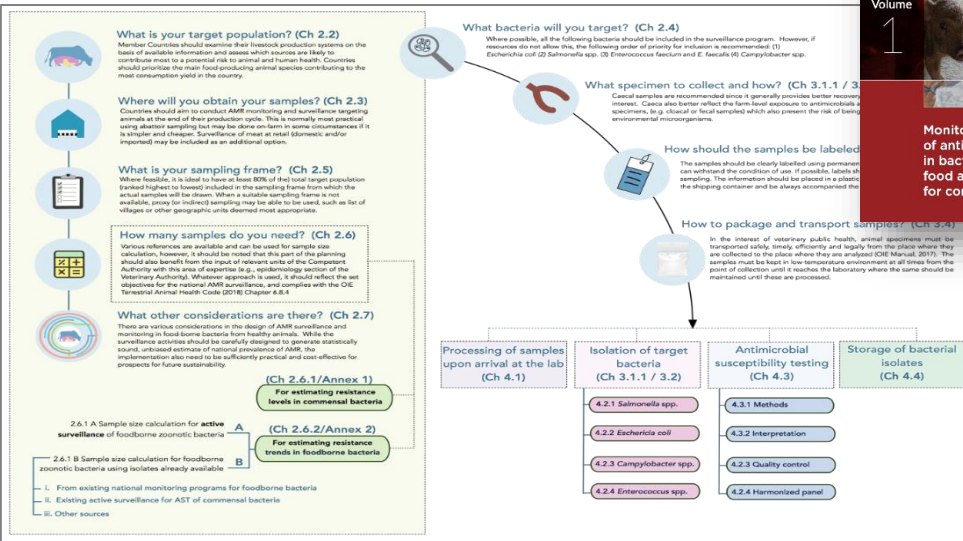 What is your target population? (Ch 2.2)
Member Countries should examine their livestock production systems on the
basis of available information and assess which sources are likely to
contribute most to a potential risk to animal and human health. Countries
should prioritize the main food-producing animal species contributing to the
most consumption yield in the country.
Where will you obtain your samples? (Ch 2.3)
Countries should aim to conduct AMR monitoring and surveillance targeting
animals at the end of their production cycle. This is normally most practical
using abattoir sampling but may be done on-farm in some circumstances if it
is simpler and cheaper. Surveillance of meat at retail (domestic and/or
imported) may be included as an additional option.
What is your sampling frame? (Ch 2.5)
Where feasible, it is ideal to have at least 80% of the) total target population
(ranked highest to lowest) included in the sampling frame from which the
actual samples will be drawn. When a suitable sampling frame is not
available, proxy (or indirect) sampling may be able to be used, such as list of
villages or other geographic units deemed most appropriate.
How many samples do you need? (Ch 2.6)
Various references are available and can be used for sample size
calculation, however, it should be noted that this part of the planning
should also benefit from the input of relevant units of the Competent
Authority with this area of expertise (e.g., epidemiology section of the
Veterinary Authority). Whatever approach is used, it should reflect the set
objectives for the national AMR surveillance, and complies with the OIE
Terrestrial Animal Health Code (2018) Chapter 6.8.4
What other considerations are there? (Ch 2.7)
There are various considerations in the design of AMR surveillance and
monitoring in food-borne bacteria from healthy animals. While the
surveillance activities should be carefully designed to generate statistically
sound, unbiased estimate of national prevalence of AMR, the
implementation also need to be sufficiently practical and cost-effective for
prospects for future sustainability.
(Ch 2.6.1/Annex 1)
For estimating resistance
levels in commensal bacteria
2.6.1 A Sample size calculation for active
surveillance of foodborne zoonotic bacteria
A
(Ch 2.6.2/Annex 2)
For estimating resistance
trends in foodborne bacteria
2.6.1 B Sample size calculation for foodborne
zoonotic bacteria using isolates already available
B
i. From existing national monitoring programs for foodborne bacteria
ii. Existing active surveillance for AST of commensal bacteria
iii. Other sources
What bacteria will you target? (Ch 2.4)
Where possible, all the following bacteria should be included in the surveillance program. However, if
resources do not allow this, the following order of priority for inclusion is recommended: (1)
Escherichia coli (2) Salmonella spp. (3) Enterococcus faecium and E. faecalis (4) Campylobacter spp.
What specimen to collect and how? (Ch 3.1.1 / 3.
Caecal samples are recommended since it generally provides better recovery
interest. Caeca also better reflect the farm-level exposure to antimicrobials a
specimens, (e.g. cloacal or fecal samples) which also present the risk of being
environmental microorganisms.
How should the samples be labeled
The samples should be clearly labelled using permanen
can withstand the condition of use. If possible, labels sh
sampling. The information should be placed in a plastic
the shipping container and be always accompanied the
How to package and transport samples? (Ch 3.4)
In the interest of veterinary public health, animal specimens must be
transported safely, timely, efficiently and legally from the place where they
are collected to the place where they are analyzed (OIE Manual, 2017). The
samples must be kept in low-temperature environment at all times from the
point of collection until it reaches the laboratory where the same should be
maintained until these are processed.
Volume
1
Monito
of anti
in bact
food a
for con
Processing of samples
upon arrival at the lab
(Ch 4.1)
Isolation of target
bacteria
(Ch 3.1.1 / 3.2)
4.2.1 Salmonella spp.
4.2.2 Eschericia coli
4.2.3 Campylobacter spp.
4.2.4 Enterococcus spp.
Antimicrobial
susceptibility testing
(Ch 4.3)
4.3.1 Methods
4.3.2 Interpretation
4.2.3 Quality control
4.2.4 Harmonized panel
Storage of bacterial
isolates
(Ch 4.4)